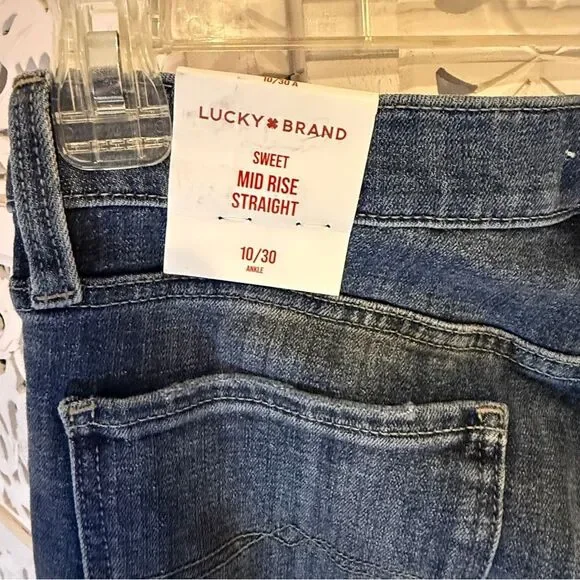 10/30 A
LUCKY BRAND
SWEET
MID RISE
STRAIGHT
10/30
ANKLE